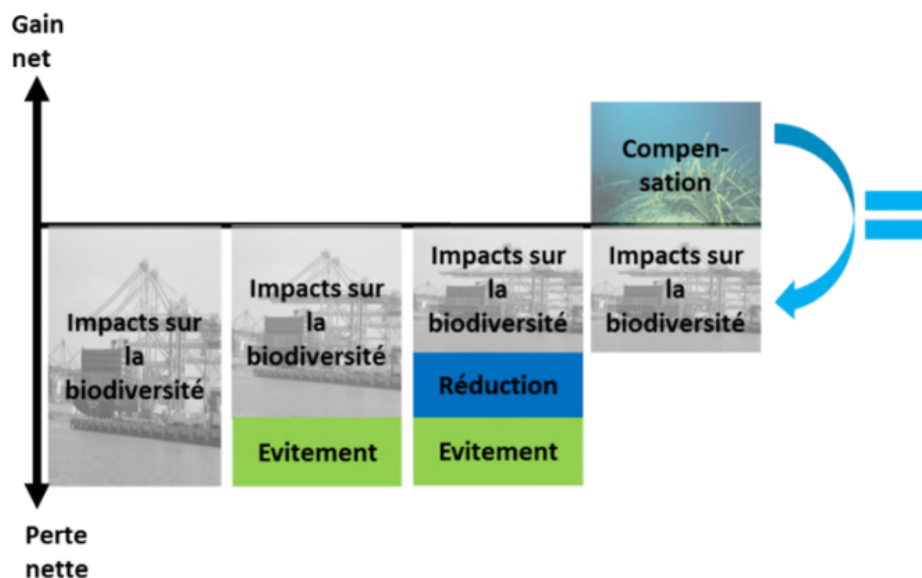 Gain
net
Compen-
sation
Impacts sur
la
biodiversité
Impacts sur
la
biodiversité
Evitement
Impacts sur
la
biodiversité
Réduction
Evitement
Impacts sur
la
biodiversité
Perte
nette